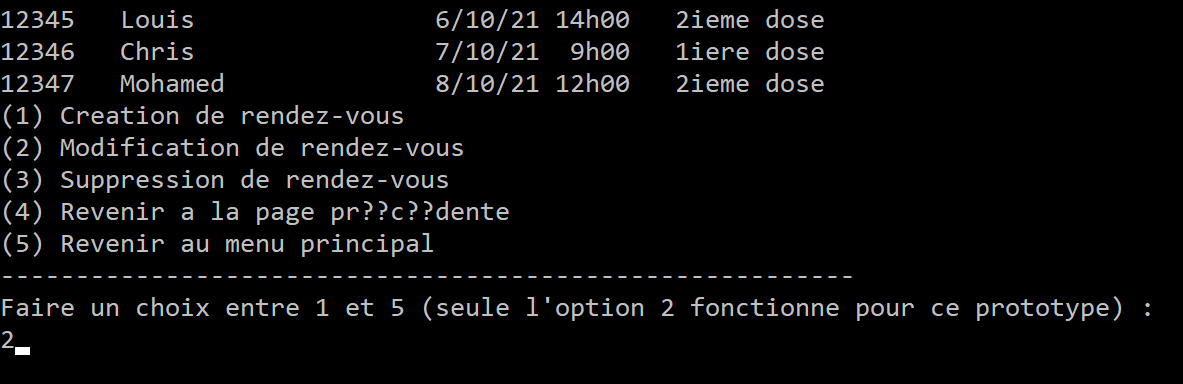 12345   Louis                6/10/21 14h00   2ieme dose
12346   Chris                7/10/21  9h00   1iere dose
12347   Mohamed              8/10/21 12h00   2ieme dose
(1) Creation de rendez-vous
(2) Modification de rendez-vous
(3) Suppression de rendez-vous
(4) Revenir a la page pr??c??dente
(5) Revenir au menu principal
---------------------------------------------------------
Faire un choix entre 1 et 5 (seule l'option 2 fonctionne pour ce prototype) :
2